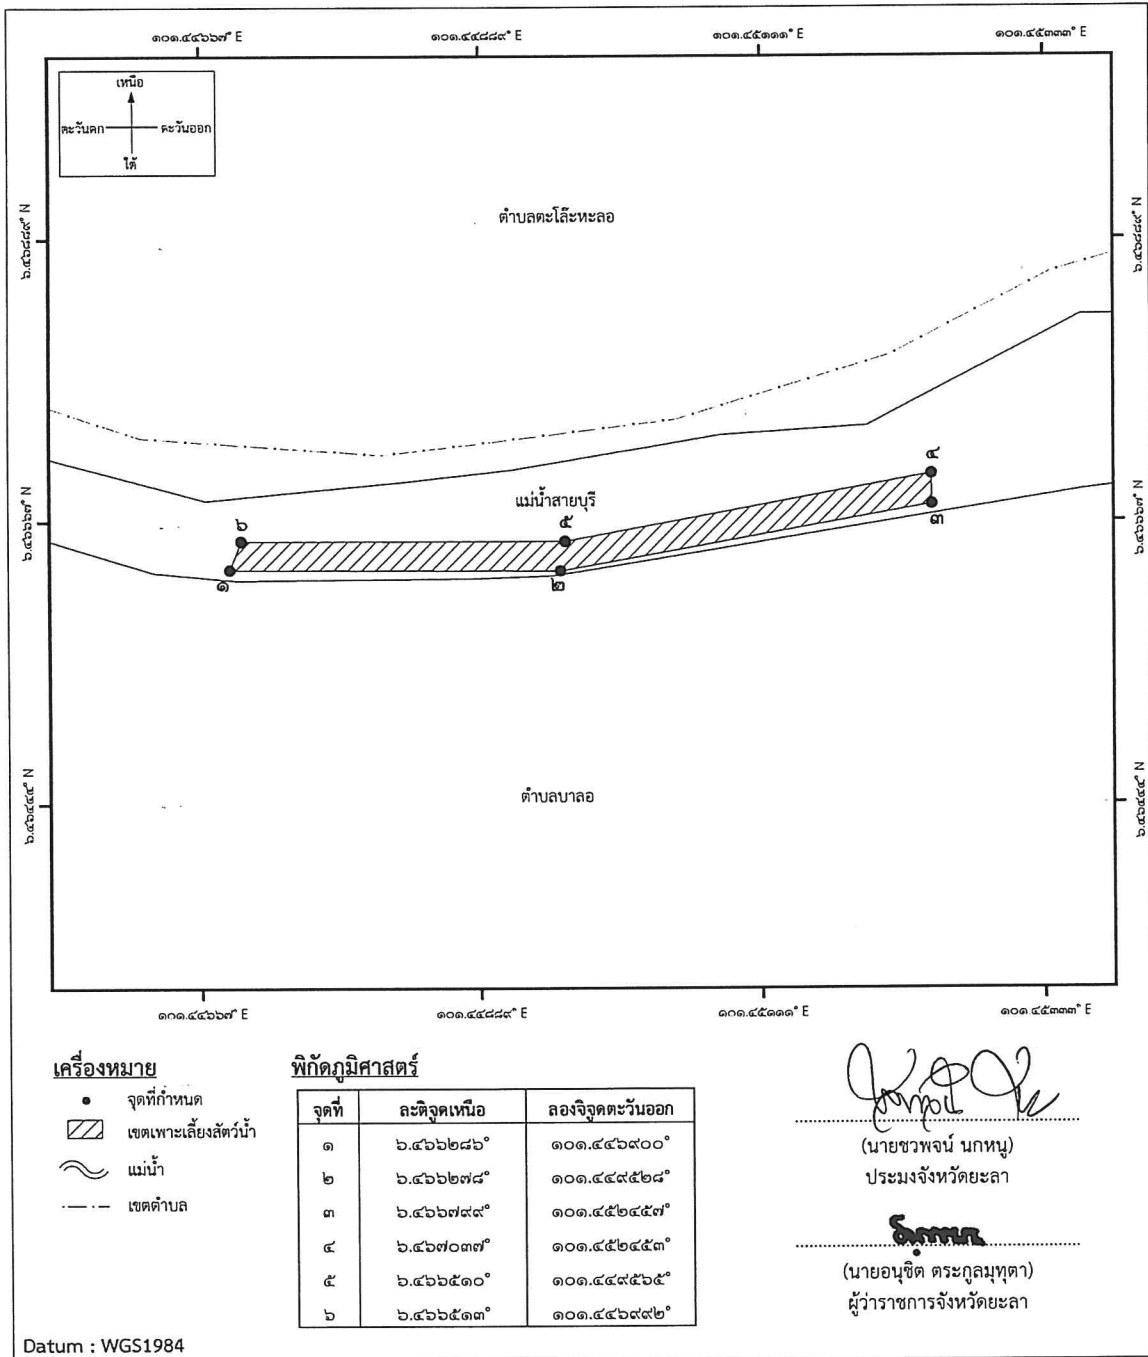 ๑๐๑.๔๔๖๖๗° E ๑๐๑.๔๔๘๘๙° E ๑๐๑.๔๕๑๑๑° E ๑๐๑.๔๕๓๓๓° E
เหนือ
ตะวันตก ตะวันออก
ใต้
ตำบลตะโล๊ะหะลอ
๖.๔๖๘๘๙° N ๖.๔๖๘๘๙° N
๔
แม่น้ำสายบุรี
๖.๔๖๖๖๗° N ๖ ๕ ๓ ๖.๔๖๖๖๗° N
๑ ๒
ตำบลบาลอ
๖.๔๖๔๔๔° N ๖.๔๖๔๔๔° N
๑๐๑.๔๔๖๖๗° E ๑๐๑.๔๔๘๘๙° E ๑๐๑.๔๕๑๑๑° E ๑๐๑.๔๕๓๓๓° E
เครื่องหมาย
จุดที่กำหนด
เขตเพาะเลี้ยงสัตว์น้ำ
แม่น้ำ
เขตตำบล
พิกัดภูมิศาสตร์
จุดที่ ละติจูดเหนือ ลองจิจูดตะวันออก
๑ ๖.๔๖๖๒๘๖° ๑๐๑.๔๔๖๙๐๐°
๒ ๖.๔๖๖๒๗๘° ๑๐๑.๔๔๙๕๒๘°
๓ ๖.๔๖๖๗๙๙° ๑๐๑.๔๕๒๔๕๗°
๔ ๖.๔๖๗๐๓๗° ๑๐๑.๔๕๒๔๕๓°
๕ ๖.๔๖๖๕๑๐° ๑๐๑.๔๔๙๕๖๕°
๖ ๖.๔๖๖๕๑๓° ๑๐๑.๔๔๖๙๙๒°
(นายชวพจน์ นกหนู)
ประมงจังหวัดยะลา
(นายอนุชิต ตระกูลมุทุตา)
ผู้ว่าราชการจังหวัดยะลา
Datum : WGS1984